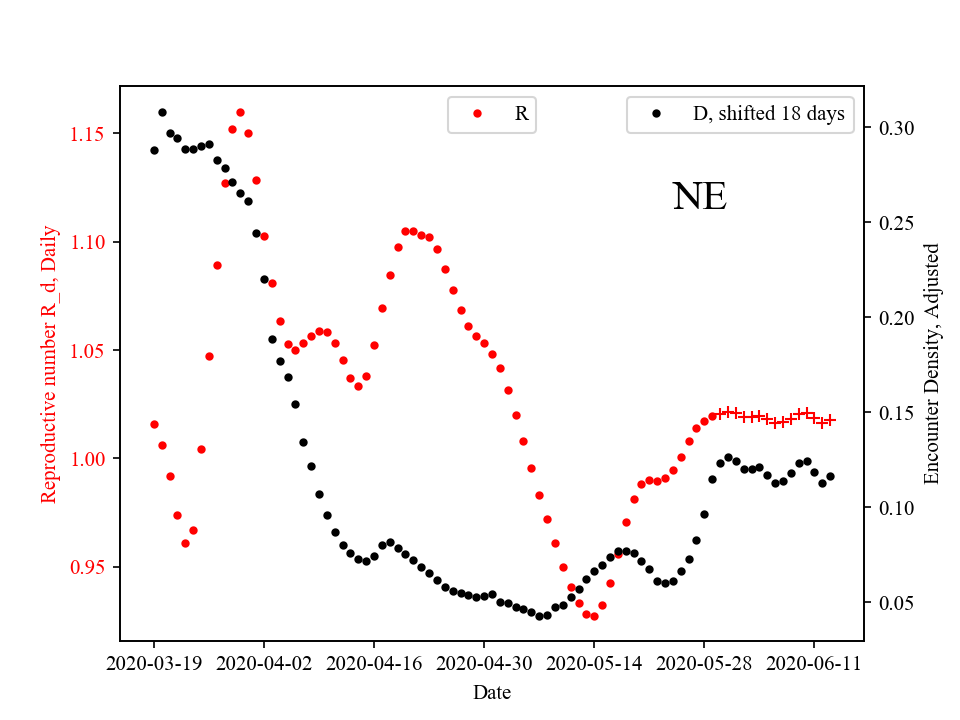 R
D, shifted 18 days
NE
Reproductive number R_d, Daily
1.15
1.10
1.05
1.00
0.95
0.30
0.25
0.20
0.15
0.10
0.05
Encounter Density, Adjusted
2020-03-19 2020-04-02 2020-04-16 2020-04-30 2020-05-14 2020-05-28 2020-06-11
Date